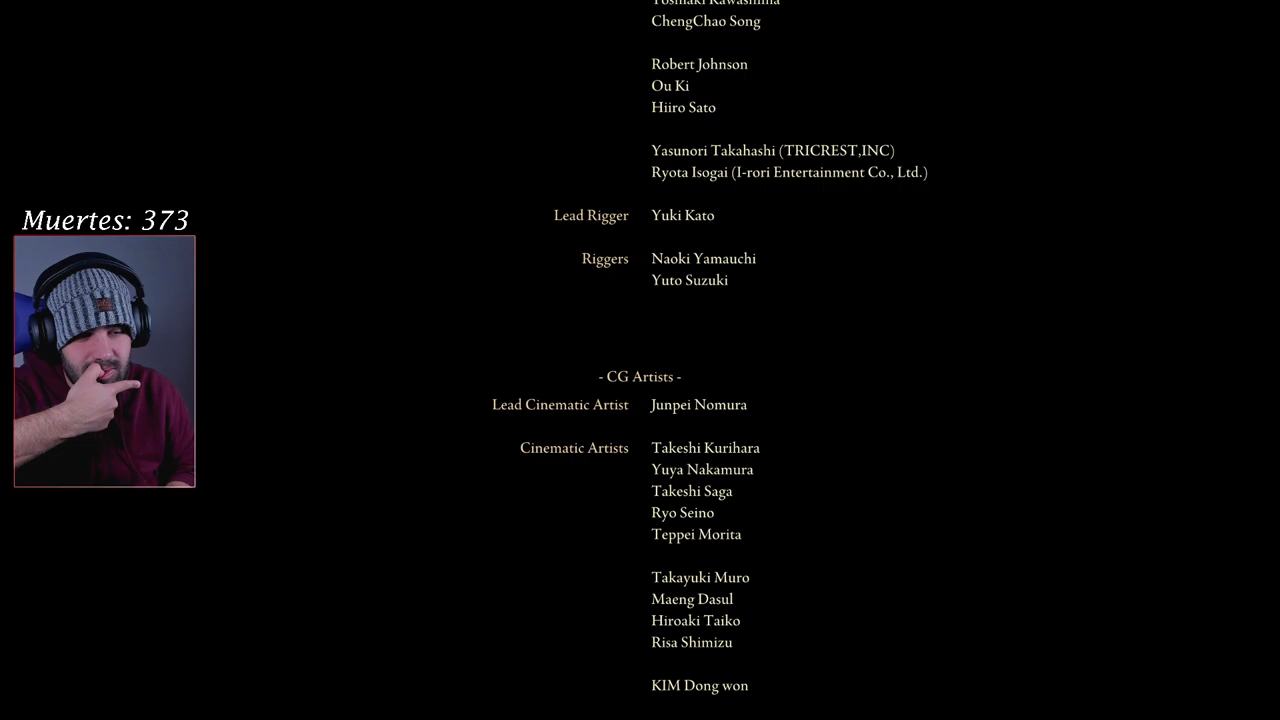 Yoshiaki Kawashima
ChengChao Song
Robert Johnson
Ou Ki
Hiiro Sato
Yasunori Takahashi (TRICREST,INC)
Ryota Isogai (I-rori Entertainment Co., Ltd.)
Muertes: 373
Lead Rigger Yuki Kato
Riggers Naoki Yamauchi
Yuto Suzuki
- CG Artists -
Lead Cinematic Artist Junpei Nomura
Cinematic Artists Takeshi Kurihara
Yuya Nakamura
Takeshi Saga
Ryo Seino
Teppei Morita
Takayuki Muro
Maeng Dasul
Hiroaki Taiko
Risa Shimizu
KIM Dong won